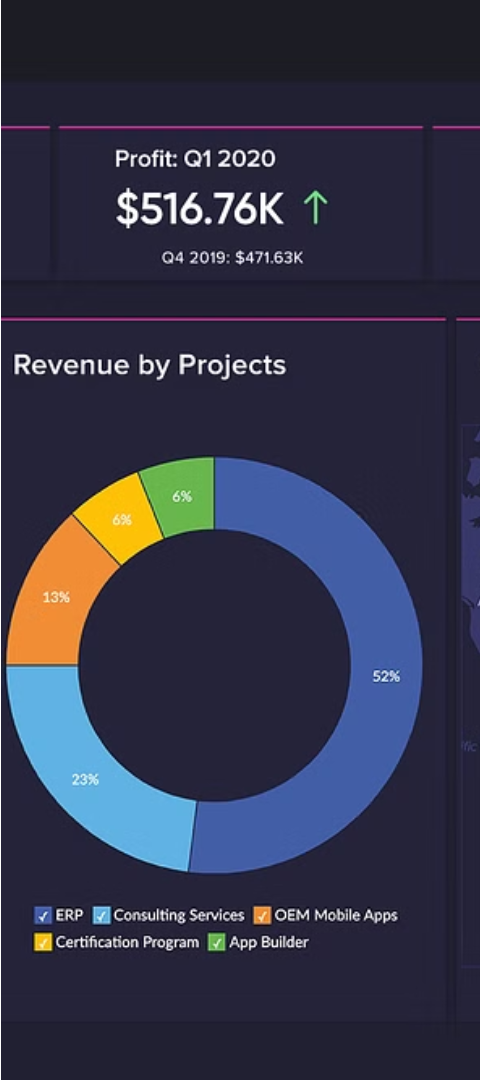 Profit: Q1 2020
$516.76K
Q4 2019: $471.63K
Revenue by Projects
6%
6%
13%
52%
23%
ERP Consulting Services OEM Mobile Apps
Certification Program App Builder